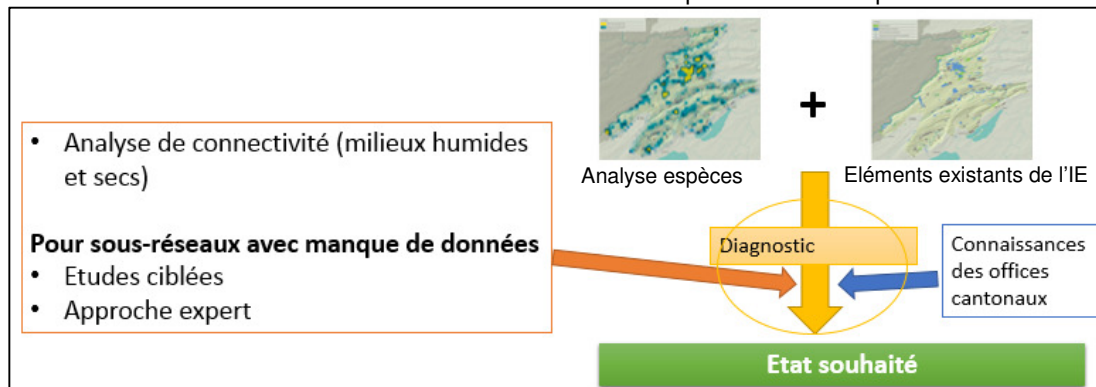 Analyse espèces
+
Eléments existants de l'IE
• Analyse de connectivité (milieux humides
et secs)
Pour sous-réseaux avec manque de données
• Etudes ciblées
• Approche expert
Diagnostic
Connaissances
des offices
cantonaux
Etat souhaité